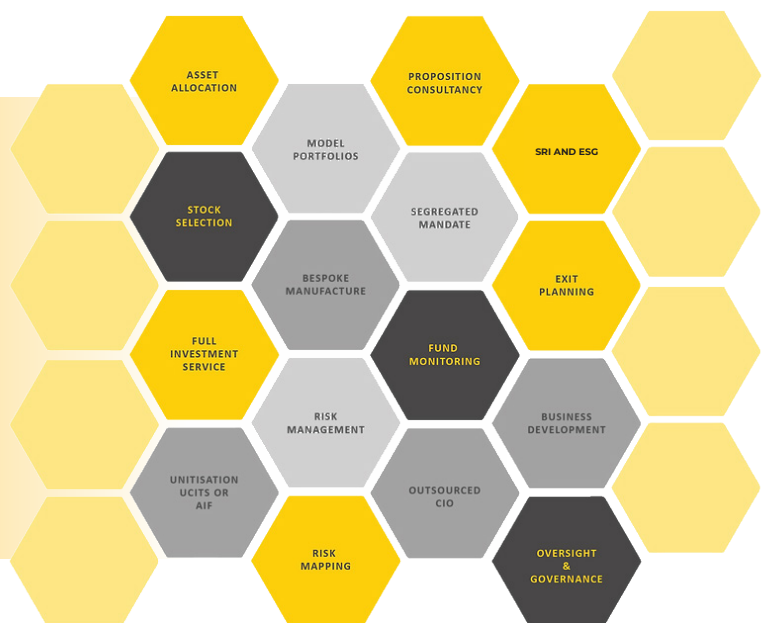 ASSET
ALLOCATION
PROPOSITION
CONSULTANCY
MODEL
PORTFOLIOS
SRI AND ESG
STOCK
SELECTION
SEGREGATED
MANDATE
BESPOKE
MANUFACTURE
EXIT
PLANNING
FULL
INVESTMENT
SERVICE
FUND
MONITORING
RISK
MANAGEMENT
BUSINESS
DEVELOPMENT
UNITISATION
UCITS OR
AIF
OUTSOURCED
CIO
RISK
MAPPING
OVERSIGHT
&
GOVERNANCE